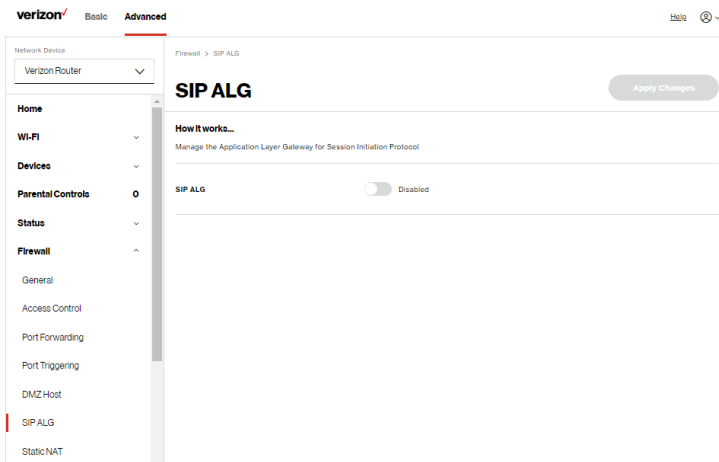 verizon Basic Advanced Help
Network Device
Verizon Router
Home
Wi-Fi
Devices
Parental Controls 0
Status
Firewall
General
Access Control
Port Forwarding
Port Triggering
DMZ Host
SIP ALG
Static NAT
Firewall > SIP ALG
SIP ALG Apply Changes
How it works...
Manage the Application Layer Gateway for Session Initiation Protocol
SIP ALG Disabled